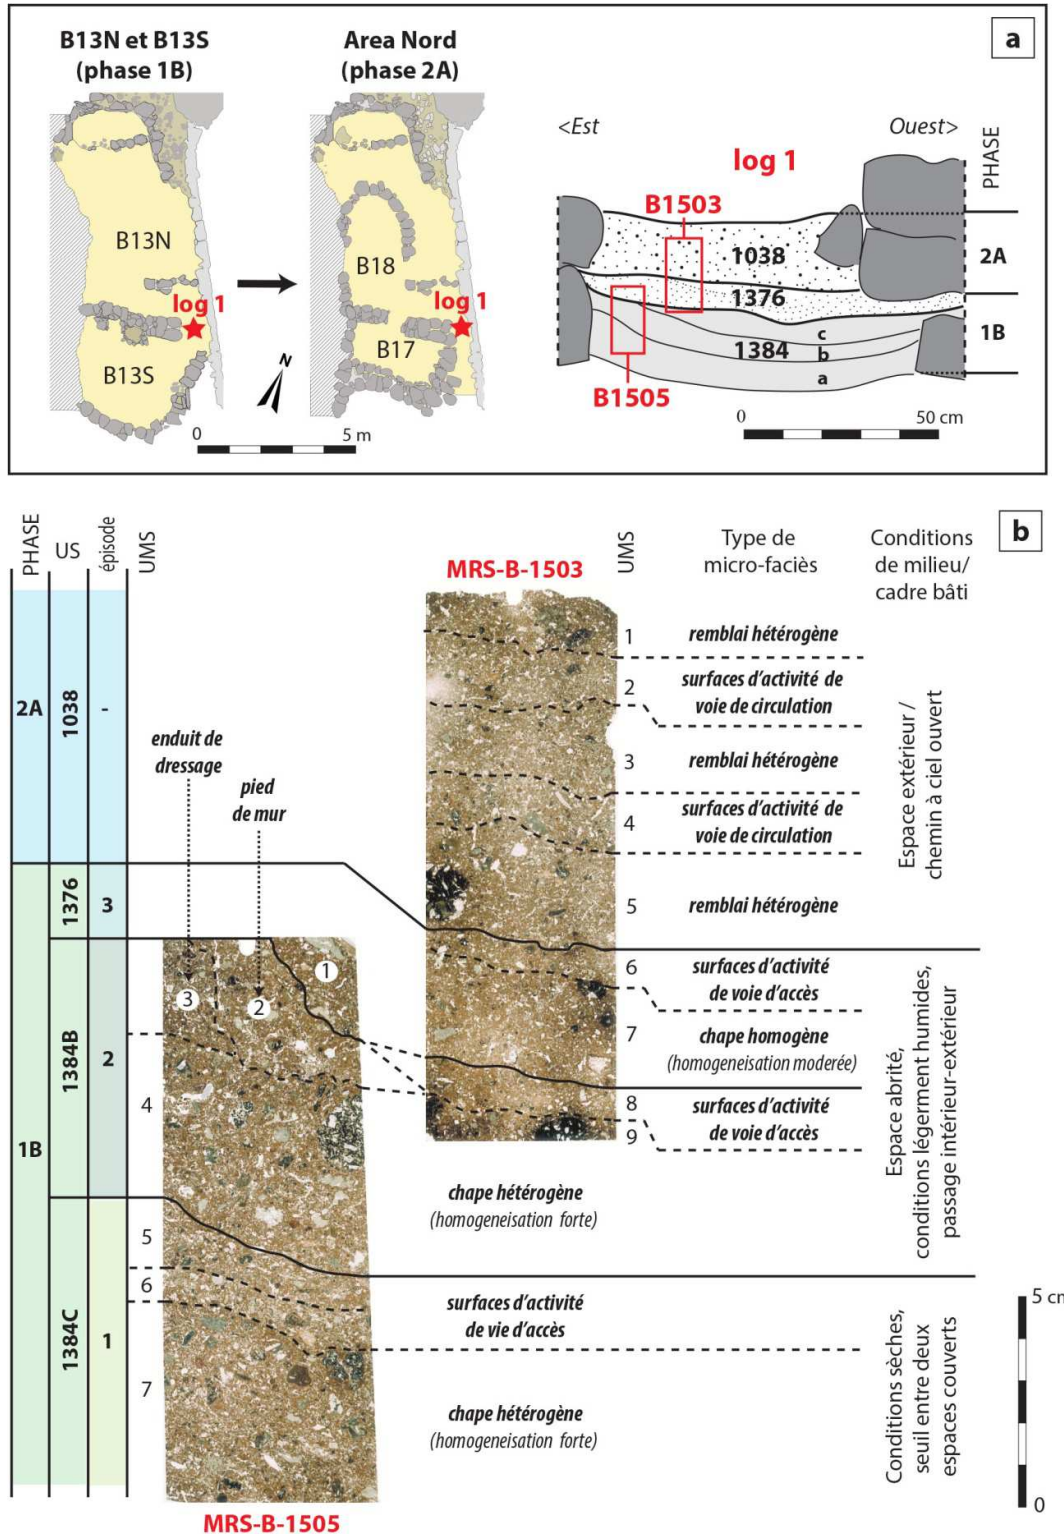 a
B13N et B13S
(phase 1B)
Area Nord
(phase 2A)
B13N
log 1
B13S
B18
log 1
B17
N
0
5 m
<Est
Ouest>
PHASE
log 1
B1503
1038
2A
1376
1B
c
1384
b
a
B1505
0
50 cm
b
PHASE
US
épisode
UMS
MRS-B-1503
UMS
Type de
micro-faciès
Conditions
de milieu/
cadre bâti
2A
1038
-
enduit de
dressage
pied
de mur
1
remblai hétérogène
2
surfaces d'activité de
voie de circulation
3
remblai hétérogène
4
surfaces d'activité de
voie de circulation
5
remblai hétérogène
Espace extérieur /
chemin à ciel ouvert
1B
1376
3
1384B
2
1
2
3
4
6
surfaces d'activité
de voie d'accès
7
chape homogène
(homogeneisation moderée)
8
9
surfaces d'activité
de voie d'accès
chape hétérogène
(homogeneisation forte)
Espace abrité,
conditions légerment humides,
passage intérieur-extérieur
1384C
1
5
6
7
surfaces d'activité
de vie d'accès
chape hétérogène
(homogeneisation forte)
Conditions sèches,
seuil entre deux
espaces couverts
5 cm
0
MRS-B-1505